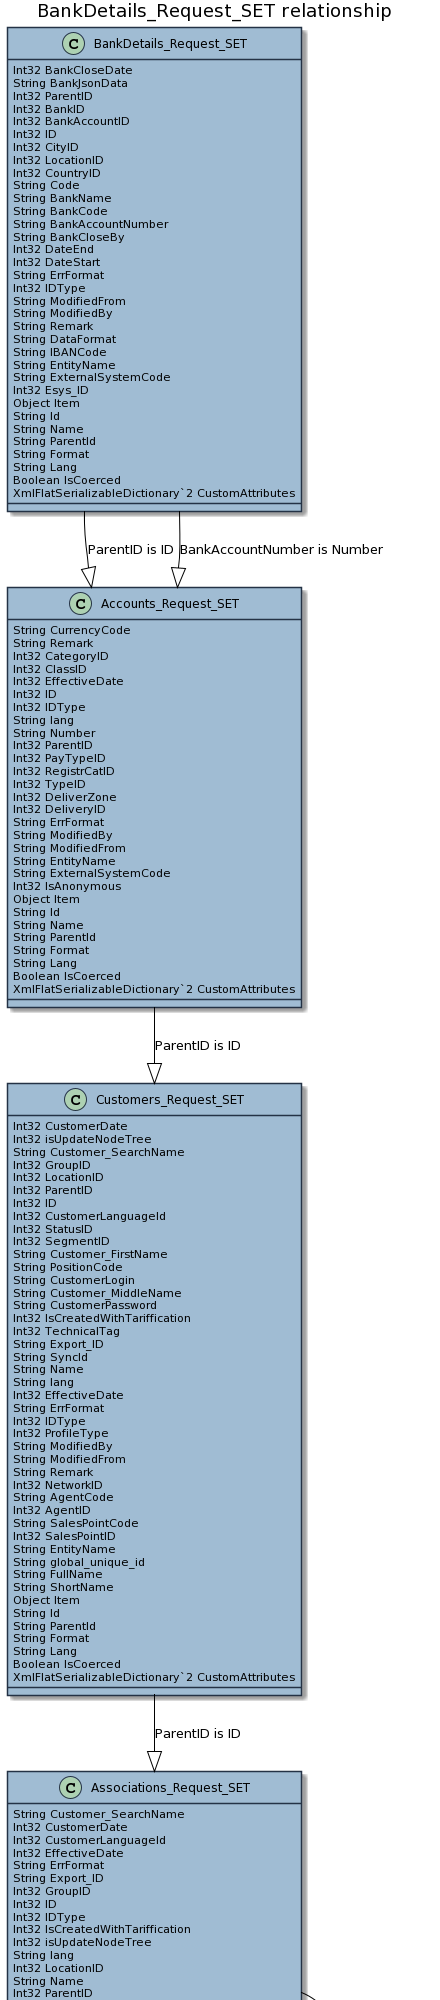 BankDetails_Request_SET relationship
C BankDetails_Request_SET
Int32 BankCloseDate
String BankJsonData
Int32 ParentID
Int32 BankID
Int32 BankAccountID
Int32 ID
Int32 CityID
Int32 LocationID
Int32 CountryID
String Code
String BankName
String BankCode
String BankAccountNumber
String BankCloseBy
Int32 DateEnd
Int32 DateStart
String ErrFormat
Int32 IDType
String ModifiedFrom
String ModifiedBy
String Remark
String DataFormat
String IBANCode
String EntityName
String ExternalSystemCode
Int32 Esys_ID
Object Item
String Id
String Name
String ParentId
String Format
String Lang
Boolean IsCoerced
XmlFlatSerializableDictionary`2 CustomAttributes
ParentID is ID
BankAccountNumber is Number
C Accounts_Request_SET
String CurrencyCode
String Remark
Int32 CategoryID
Int32 ClassID
Int32 EffectiveDate
Int32 ID
Int32 IDType
String lang
String Number
Int32 ParentID
Int32 PayTypeID
Int32 RegistrCatID
Int32 TypeID
Int32 DeliverZone
Int32 DeliveryID
String ErrFormat
String ModifiedBy
String ModifiedFrom
String EntityName
String ExternalSystemCode
Int32 IsAnonymous
Object Item
String Id
String Name
String ParentId
String Format
String Lang
Boolean IsCoerced
XmlFlatSerializableDictionary`2 CustomAttributes
ParentID is ID
C Customers_Request_SET
Int32 CustomerDate
Int32 isUpdateNodeTree
String Customer_SearchName
Int32 GroupID
Int32 LocationID
Int32 ParentID
Int32 ID
Int32 CustomerLanguageId
Int32 StatusID
Int32 SegmentID
String Customer_FirstName
String PositionCode
String CustomerLogin
String Customer_MiddleName
String CustomerPassword
Int32 IsCreatedWithTariffication
Int32 TechnicalTag
String Export_ID
String SyncId
String Name
String lang
Int32 EffectiveDate
String ErrFormat
Int32 IDType
Int32 ProfileType
String ModifiedBy
String ModifiedFrom
String Remark
Int32 NetworkID
String AgentCode
Int32 AgentID
String SalesPointCode
Int32 SalesPointID
String EntityName
String global_unique_id
String FullName
String ShortName
Object Item
String Id
String ParentId
String Format
String Lang
Boolean IsCoerced
XmlFlatSerializableDictionary`2 CustomAttributes
ParentID is ID
C Associations_Request_SET
String Customer_SearchName
Int32 CustomerDate
Int32 CustomerLanguageId
Int32 EffectiveDate
String ErrFormat
String Export_ID
Int32 GroupID
Int32 ID
Int32 IDType
Int32 IsCreatedWithTariffication
Int32 isUpdateNodeTree
String lang
Int32 LocationID
String Name
Int32 ParentID